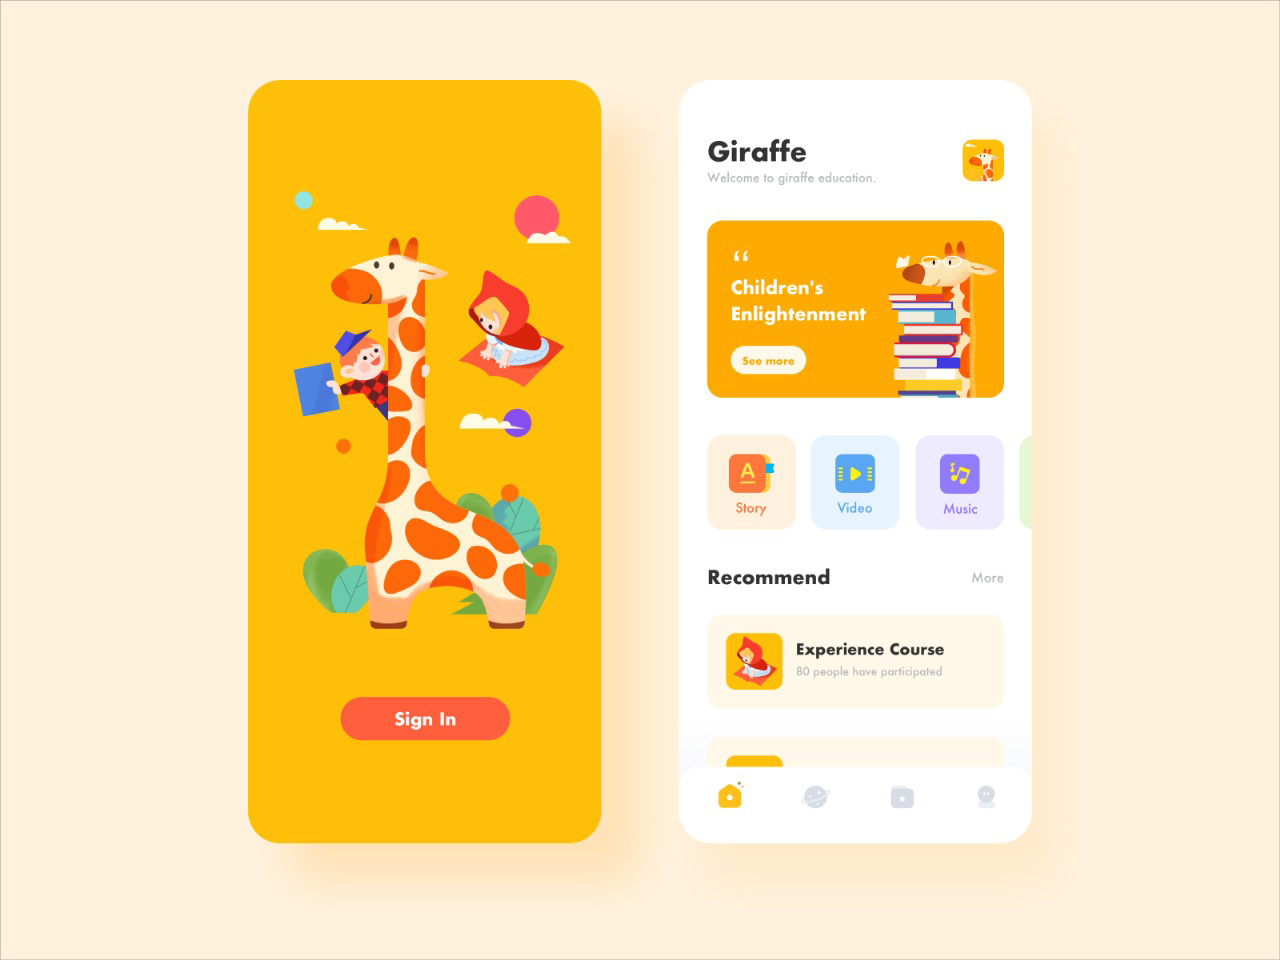 Sign In
Giraffe
Welcome to giraffe education.
“
Children's
Enlightenment
See more
A
Story
Video
Music
Recommend
More
Experience Course
80 people have participated